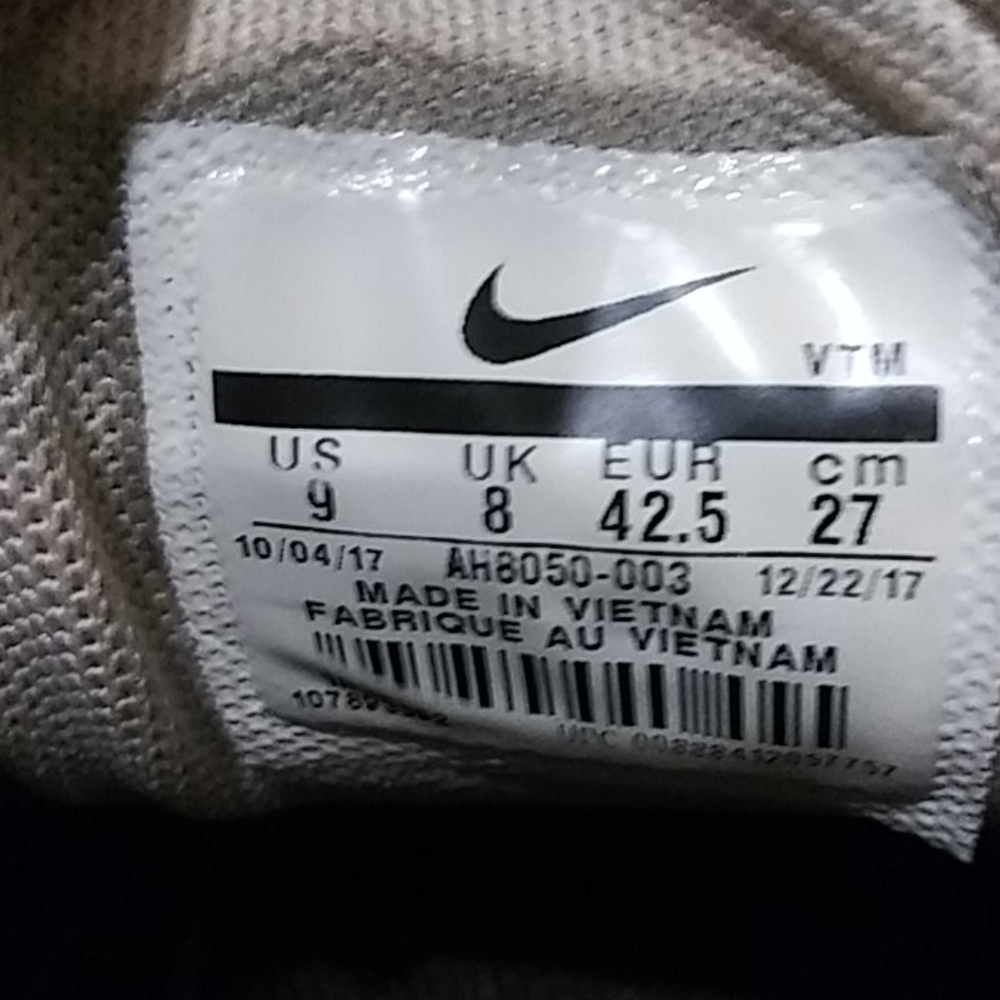 VTM
US UK EUR cm
9 8 42.5 27
10/04/17 AH8050-003 12/22/17
MADE IN VIETNAM
FABRIQUE AU VIETNAM
UPC